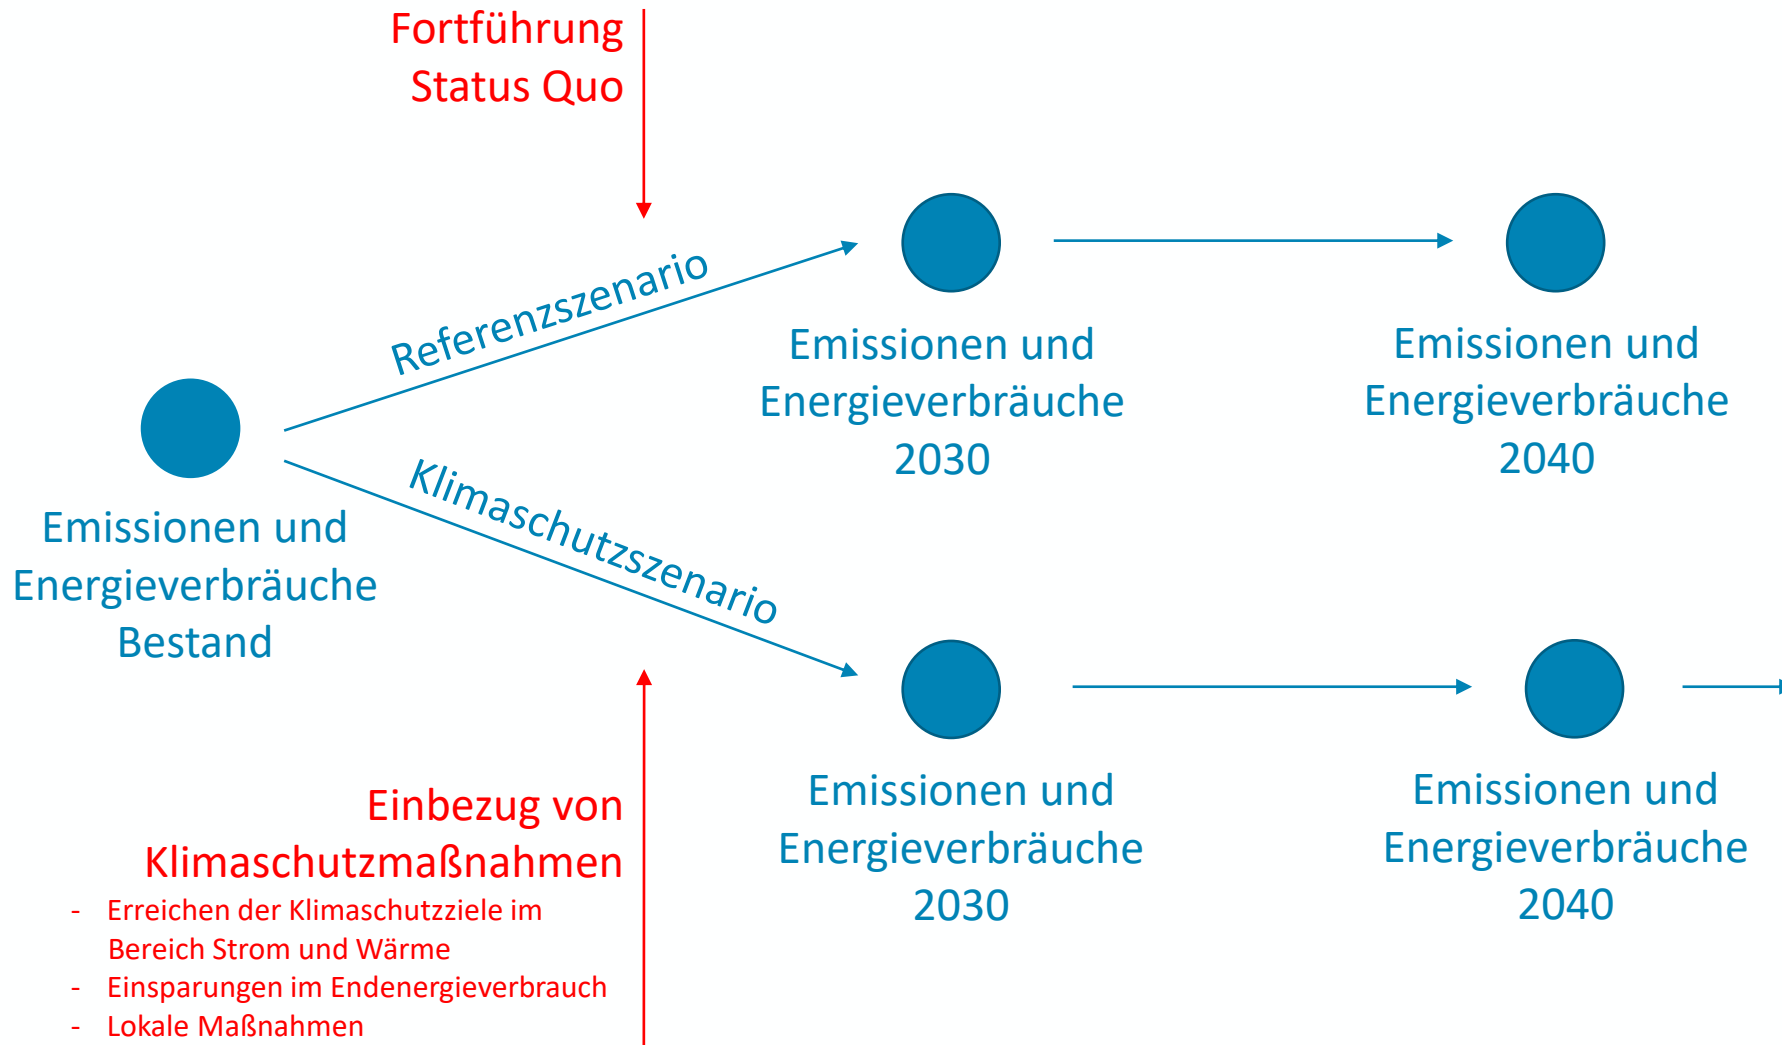 Fortführung
Status Quo
Referenzszenario
Emissionen und
Energieverbräuche
2030
Emissionen und
Energieverbräuche
2040
Emissionen und
Energieverbräuche
Bestand
Klimaschutzszenario
Einbezug von
Klimaschutzmaßnahmen
- Erreichen der Klimaschutzziele im
Bereich Strom und Wärme
- Einsparungen im Endenergieverbrauch
- Lokale Maßnahmen
Emissionen und
Energieverbräuche
2030
Emissionen und
Energieverbräuche
2040